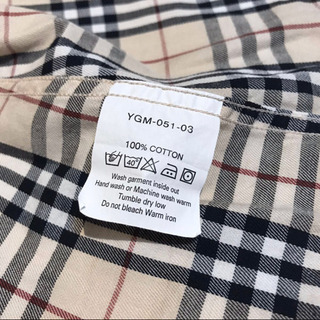 YGM-051-03
100% COTTON
40°
Wash garment inside out
Hand wash or Machine wash warm
Tumble dry low
Do not bleach Warm iron